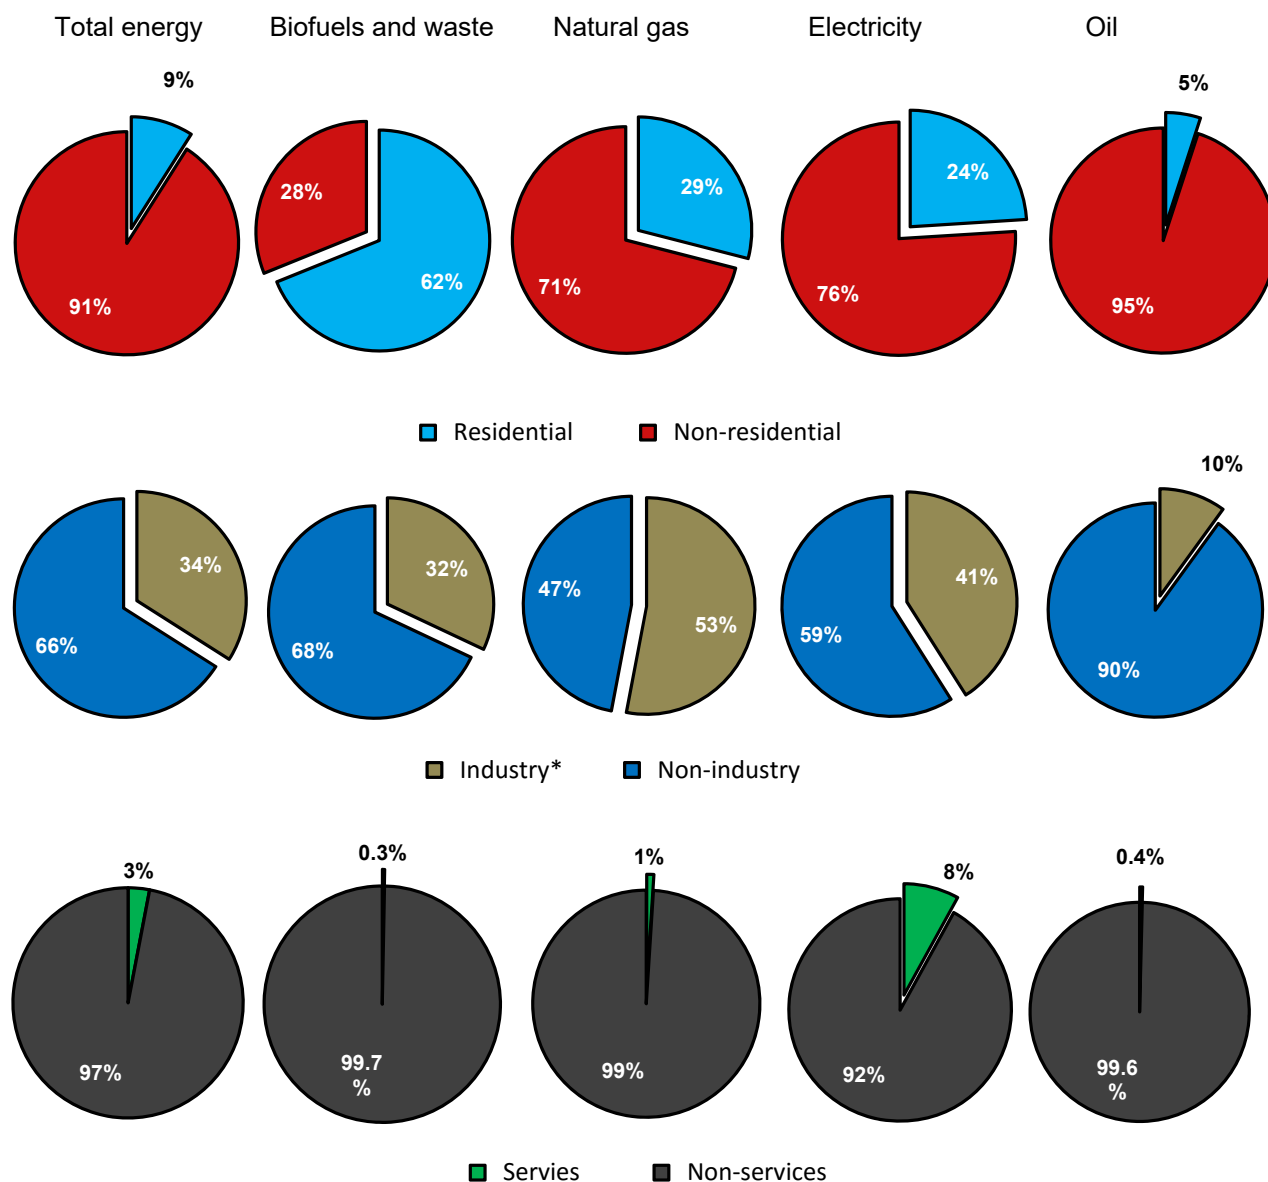 Total energy Biofuels and waste Natural gas Electricity Oil
9% 5%
28% 29% 24%
91% 62% 71% 76% 95%
Residential Non-residential
10%
34% 32% 47% 53% 41%
66% 68% 59% 90%
Industry* Non-industry
3% 0.3% 1% 8% 0.4%
97% 99.7 99% 92% 99.6
% %
Servies Non-services